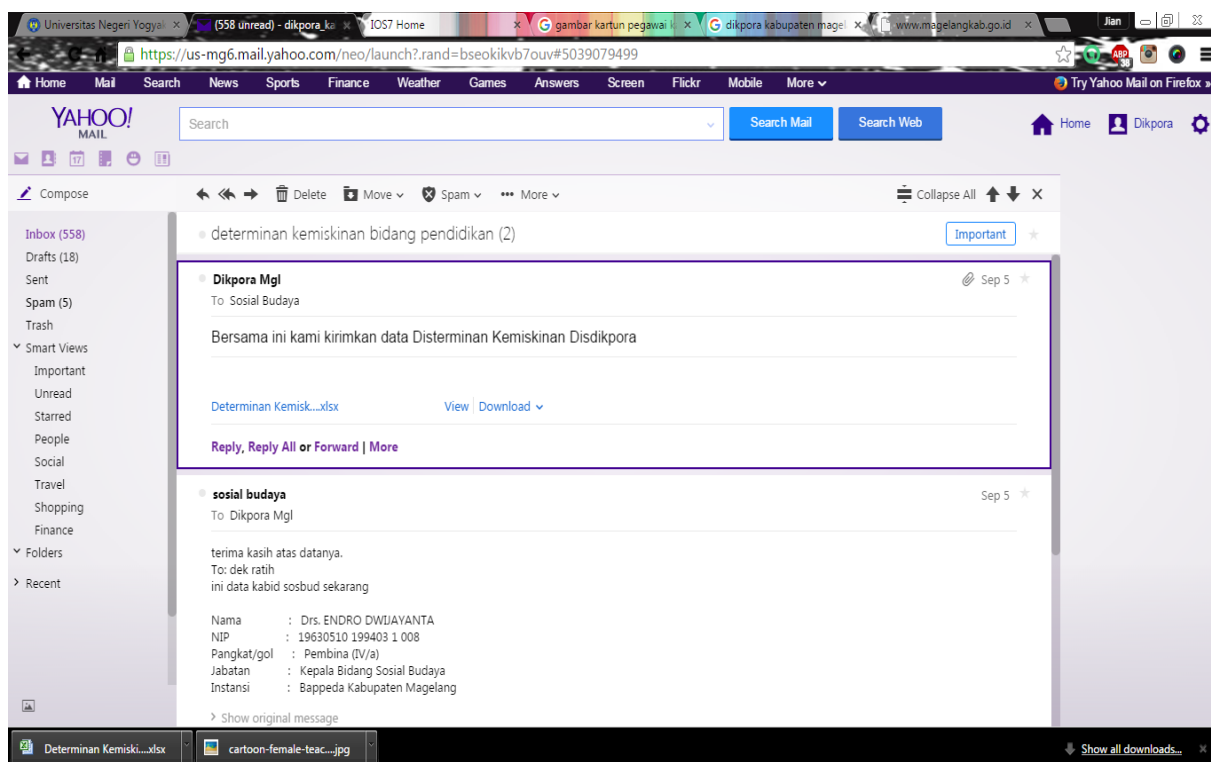 Universitas Negeri Yogyak
(558 unread) - dikpora_ka
IOS7 Home
gambar kartun pegawai k
dikpora kabupaten magel
www.magelangkab.go.id
Jian
https://us-mg6.mail.yahoo.com/neo/launch?.rand=bseokikvb7ouv#5039079499
ABP
38
Home Mail Search News Sports Finance Weather Games Answers Screen Flickr Mobile More
Try Yahoo Mail on Firefox »
YAHOO!
MAIL
Search
Search Mail
Search Web
Home
Dikpora
17
Compose
Delete Move Spam More
Collapse All
Inbox (558)
Drafts (18)
Sent
Spam (5)
Trash
Smart Views
Important
Unread
Starred
People
Social
Travel
Shopping
Finance
Folders
Recent
determinan kemiskinan bidang pendidikan (2)
Important
Dikpora Mgl
Sep 5
To Sosial Budaya
Bersama ini kami kirimkan data Disterminan Kemiskinan Disdikpora
Determinan Kemisk....xlsx View Download
Reply, Reply All or Forward | More
sosial budaya
Sep 5
To Dikpora Mgl
terima kasih atas datanya.
To: dek ratih
ini data kabid sosbud sekarang
Nama : Drs. ENDRO DWIJAYANTA
NIP : 19630510 199403 1 008
Pangkat/gol : Pembina (IV/a)
Jabatan : Kepala Bidang Sosial Budaya
Instansi : Bappeda Kabupaten Magelang
Show original message
Determinan Kemiski....xlsx
cartoon-female-teac....jpg
Show all downloads...